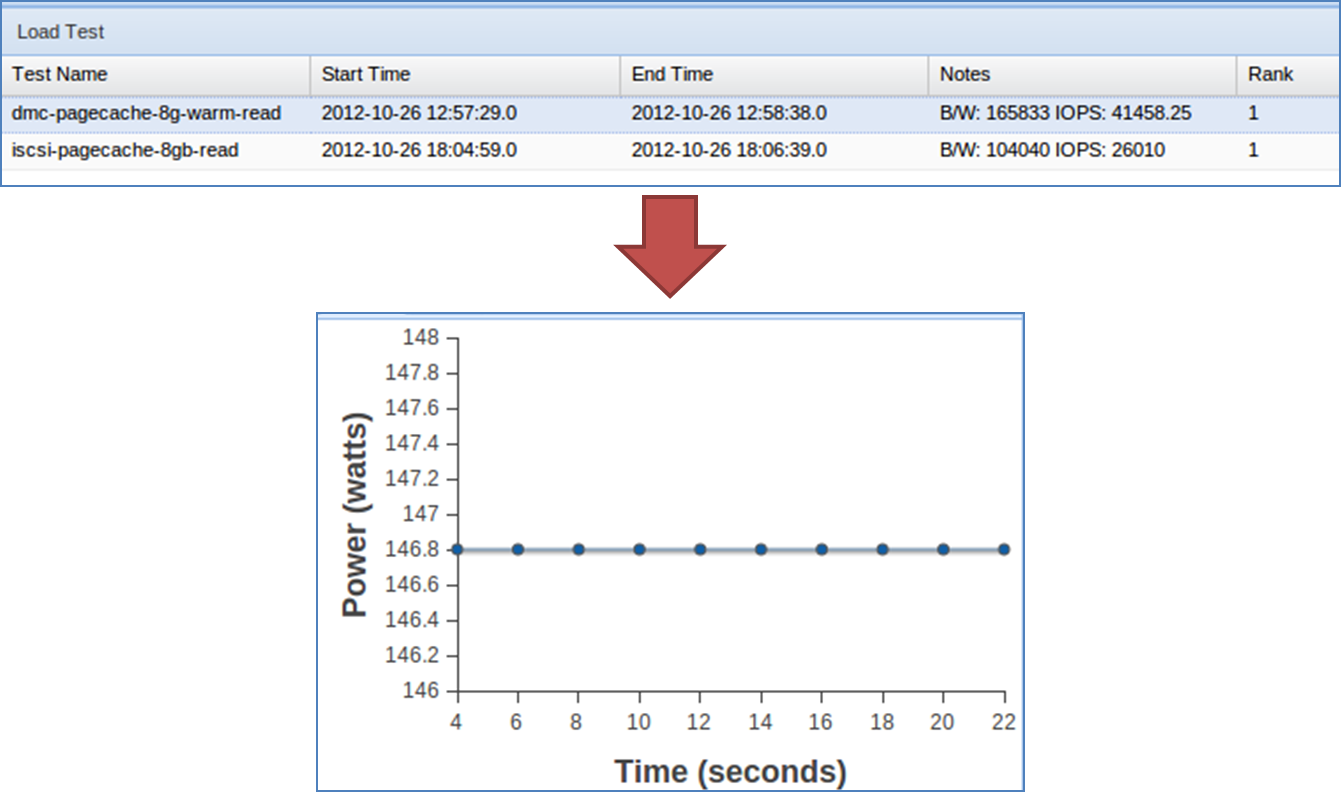 Load Test
Test Name Start Time End Time Notes Rank
dmc-pagecache-8g-warm-read 2012-10-26 12:57:29.0 2012-10-26 12:58:38.0 B/W: 165833 IOPS: 41458.25 1
iscsi-pagecache-8gb-read 2012-10-26 18:04:59.0 2012-10-26 18:06:39.0 B/W: 104040 IOPS: 26010 1
Power (watts)
148
147.8
147.6
147.4
147.2
147
146.8
146.6
146.4
146.2
146
4 6 8 10 12 14 16 18 20 22
Time (seconds)